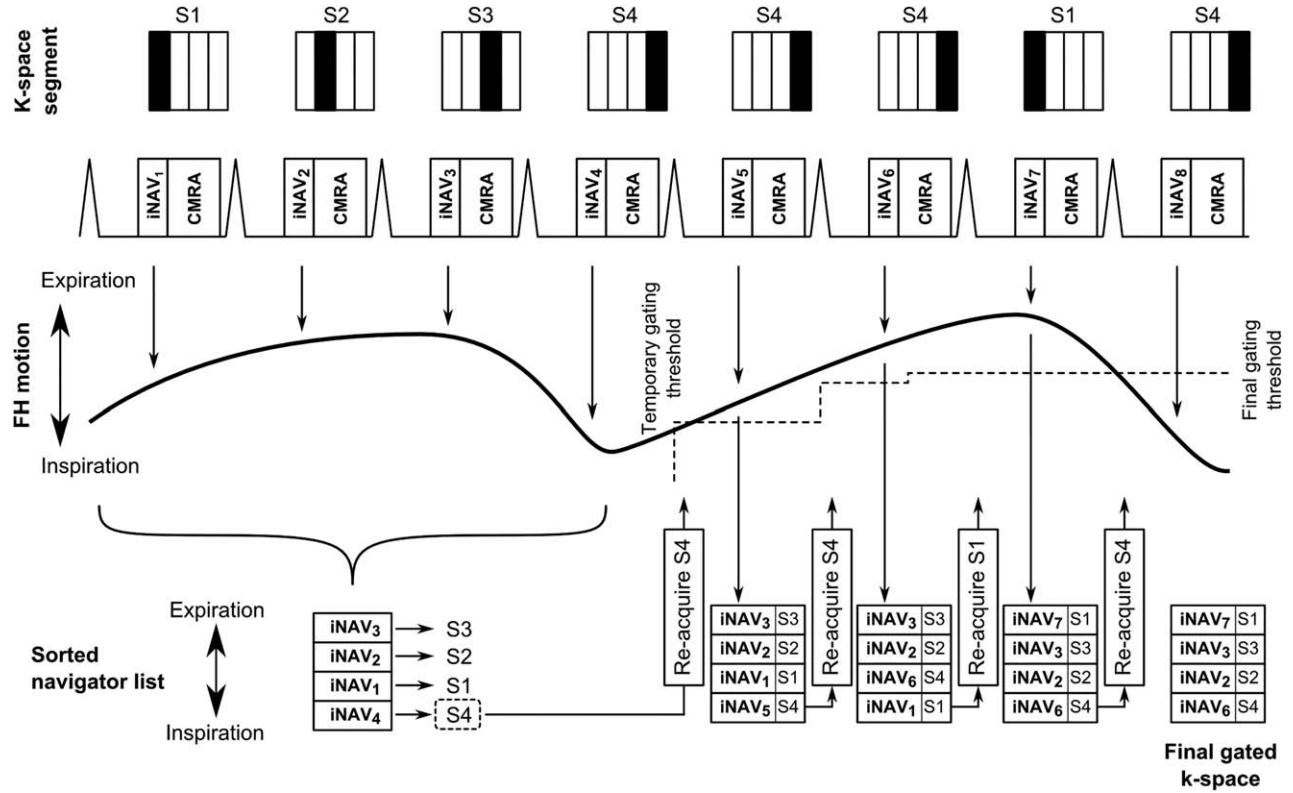 S1 S2 S3 S4 S4 S4 S1 S4
K-space
segment
iNAV1 CMRA iNAV2 CMRA iNAV3 CMRA iNAV4 CMRA iNAV5 CMRA iNAV6 CMRA iNAV7 CMRA iNAV8 CMRA
Expiration
FH motion
Inspiration
Temporary gating
threshold
Final gating
threshold
Sorted
navigator list
Expiration
Inspiration
iNAV3 S3
iNAV2 S2
iNAV1 S1
iNAV4 S4
Re-acquire S4
iNAV3 S3
iNAV2 S2
iNAV1 S1
iNAV5 S4
Re-acquire S4
iNAV3 S3
iNAV2 S2
iNAV6 S4
iNAV1 S1
Re-acquire S1
iNAV7 S1
iNAV3 S3
iNAV2 S2
iNAV6 S4
Re-acquire S4
iNAV7 S1
iNAV3 S3
iNAV2 S2
iNAV6 S4
Final gated
k-space